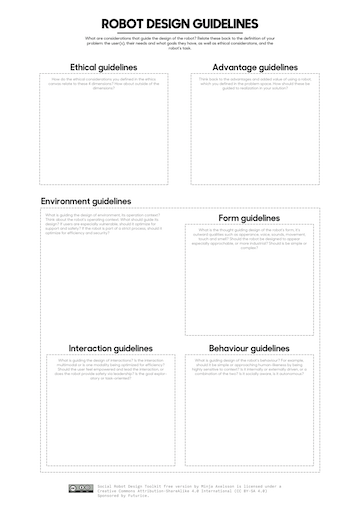 ROBOT DESIGN GUIDELINES
What are considerations that guide the design of the robot? Relate these back to the definition of your
problem: the user(s), their needs and what goals they have, as well as ethical considerations, and the
robot's task.
Ethical guidelines
How do the ethical considerations you defined in the ethics
canvas relate to these 4 dimensions? How about outside of the
dimensions?
Advantage guidelines
Think back to the advantages and added value of using a robot,
which you defined in the problem space. How should these be
guided in realization in your solution?
Environment guidelines
What is guiding the design of environment, its operation context?
Think about the robot's operating context. What should guide its
design? If users are especially vulnerable, should it optimize for
support and safety? If the robot is part of a strict process, should it
optimize for efficiency and security?
Form guidelines
What is the thought guiding design of the robot's form, its
outward qualities such as appearance, voice sounds, movement,
touch and smell? Should the robot be designed to appear
especially approachable, or more industrial? Should it be simple or
complex?
Interaction guidelines
What is guiding the design of interactions? Is the interaction
multimodal or is one modality being optimised for efficiency?
Should the user feel empowered and lead the interaction, or
does the robot provide safety via leadership? Is the goal explor-
atory or task-oriented?
Behaviour guidelines
What is guiding the design of the robot's behaviour? For example,
should it be simple or approaching human-likeness by being
highly sensitive to context? Is it internally or externally driven, or a
combination of the two? Is it socially aware, is it autonomous?
Social Robot Design Toolkit free version by Minja Axelsson is licensed under a
Creative Commons Attribution-ShareAlike 4.0 International (CC BY-SA 4.0)
Sponsored by Futurice.